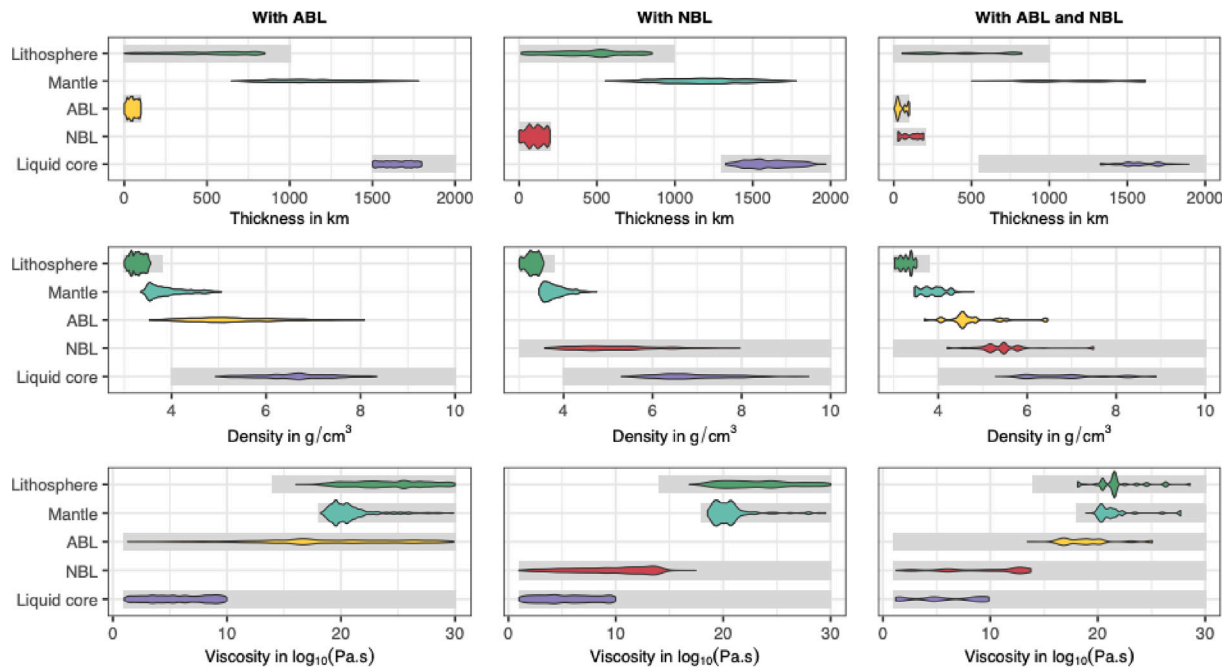 With ABL
With NBL
With ABL and NBL
Lithosphere
Mantle
ABL
NBL
Liquid core
0 500 1000 1500 2000
0 500 1000 1500 2000
0 500 1000 1500 2000
Thickness in km
Thickness in km
Thickness in km
Lithosphere
Mantle
ABL
NBL
Liquid core
4 6 8 10
4 6 8 10
4 6 8 10
Density in g/cm³
Density in g/cm³
Density in g/cm³
Lithosphere
Mantle
ABL
NBL
Liquid core
0 10 20 30
0 10 20 30
0 10 20 30
Viscosity in log₁₀(Pa.s)
Viscosity in log₁₀(Pa.s)
Viscosity in log₁₀(Pa.s)